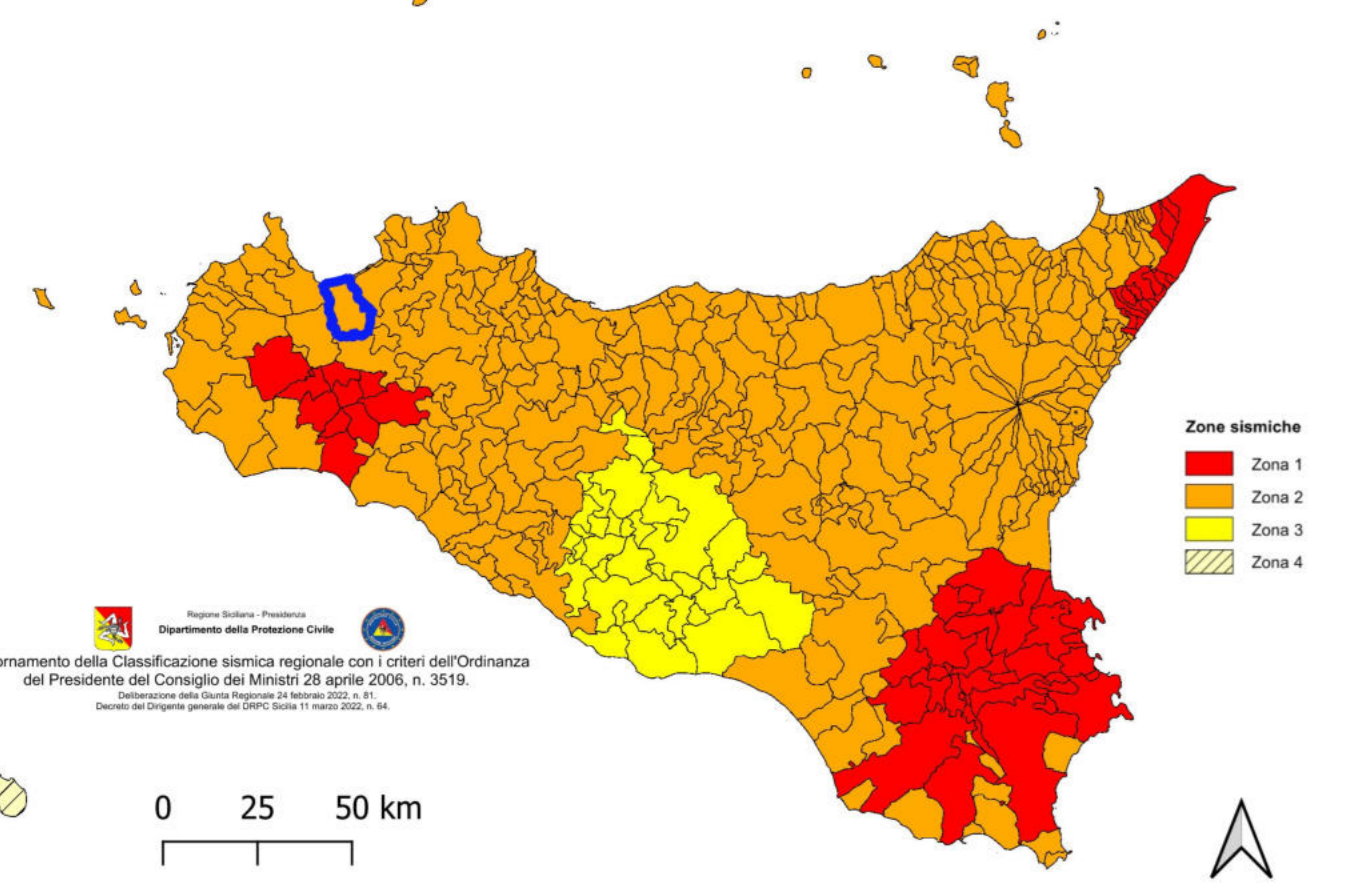 Zone sismiche
Zona 1
Zona 2
Zona 3
Zona 4
Regione Siciliana - Presidenza
Dipartimento della Protezione Civile
ornamento della Classificazione sismica regionale con i criteri dell'Ordinanza
del Presidente del Consiglio dei Ministri 28 aprile 2006, n. 3519.
Deliberazione della Giunta Regionale 24 febbraio 2022, n. 81.
Decreto del Dirigente generale del DRPC Sicilia 11 marzo 2022, n. 64.
0 25 50 km